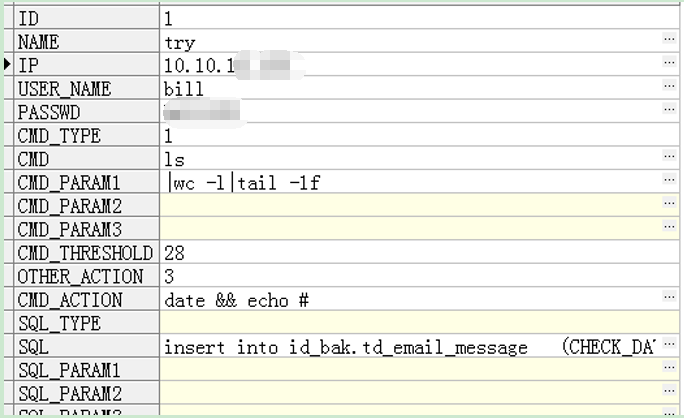 ID 1
NAME try ...
IP 10.10.1 ...
USER_NAME bill ...
PASSWD ...
CMD_TYPE 1
CMD ls ...
CMD_PARAM1 |wc -l|tail -1f ...
CMD_PARAM2 ...
CMD_PARAM3 ...
CMD_THRESHOLD 28
OTHER_ACTION 3
CMD_ACTION date && echo # ...
SQL_TYPE
SQL insert into id_bak.td_email_message (CHECK_DA ...
SQL_PARAM1 ...
SQL_PARAM2 ...
SQL_PARAM3 ...